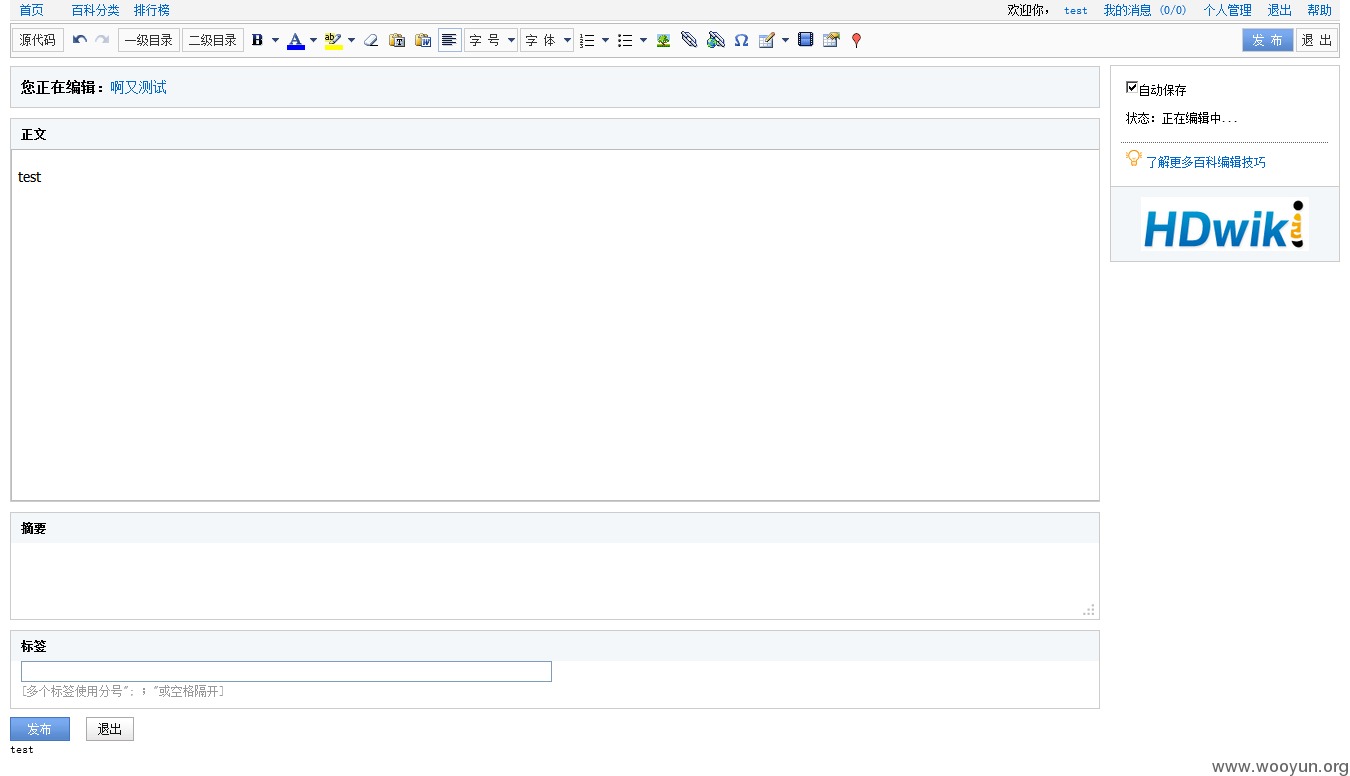 首页 百科分类 排行榜 欢迎你， test 我的消息 (0/0) 个人管理 退出 帮助
源代码 一级目录 二级目录 B A ab 字 号 字 体 Ω 发 布 退 出
您正在编辑：啊又测试
自动保存
状态：正在编辑中...
正文
了解更多百科编辑技巧
test
HDwiki
摘要
标签
[多个标签使用分号"：；"或空格隔开]
发布 退出
test
www.wooyun.org